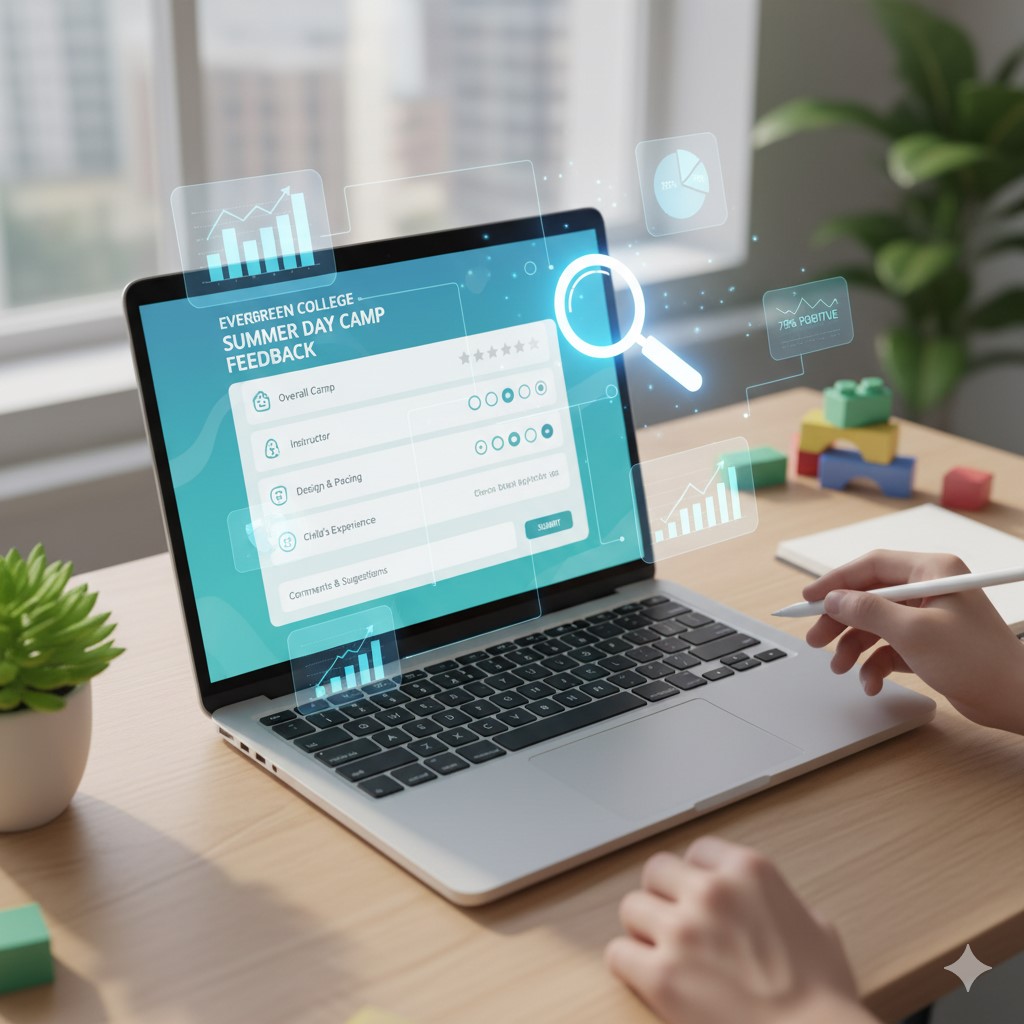 EVERGREEN COLLEGE
SUMMER DAY CAMP
FEEDBACK
Overall Camp
Instructor
Design & Pacing
Child's Experience
Comments & Suggestions
SUBMIT